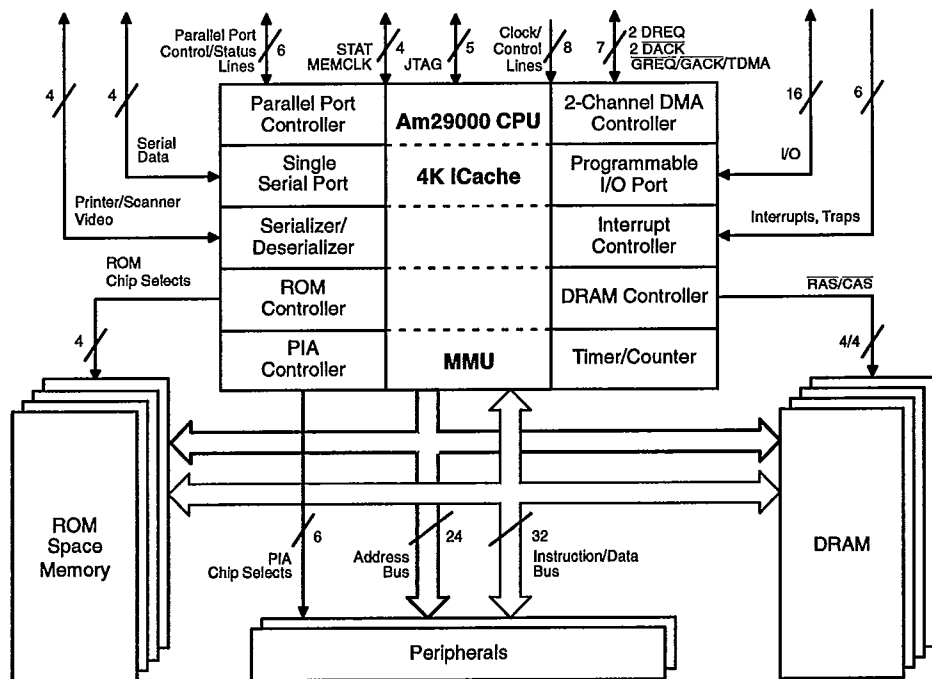 Parallel Port
Control/Status
Lines
6
STAT
MEMCLK
4
JTAG
5
Clock/
Control
Lines
8
7
2 DREQ
2 DACK
GREQ/GACK/TDMA
4
4
Serial
Data
Printer/Scanner
Video
16
6
I/O
Interrupts, Traps
Parallel Port
Controller
Am29000 CPU
2-Channel DMA
Controller
Single
Serial Port
4K ICache
Programmable
I/O Port
Serializer/
Deserializer
Interrupt
Controller
ROM
Controller
DRAM Controller
PIA
Controller
MMU
Timer/Counter
ROM
Chip Selects
4
RAS/CAS
4/4
ROM
Space
Memory
DRAM
6
PIA
Chip Selects
24
Address
Bus
32
Instruction/Data
Bus
Peripherals